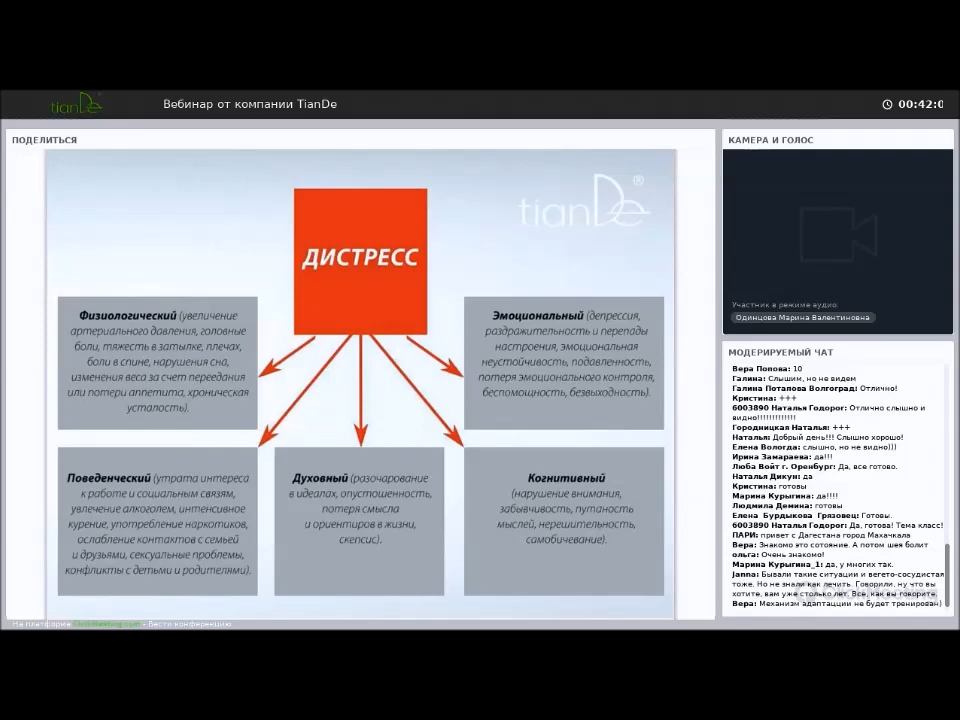 tianDe
Вебинар от компании TianDe
00:42:0
ПОДЕЛИТЬСЯ
tianDe®
ДИСТРЕСС
Физиологический (увеличение
артериального давления, головные
боли, тяжесть в затылке, плечах,
боли в спине, нарушения сна,
изменения веса за счет переедания
или потери аппетита, хроническая
усталость).
Эмоциональный (депрессия,
раздражительность и перепады
настроения, эмоциональная
неустойчивость, подавленность,
потеря эмоционального контроля,
беспомощность, безвыходность).
Поведенческий (утрата интереса
к работе и социальным связям,
увлечение алкоголем, интенсивное
курение, употребление наркотиков,
ослабление контактов с семьей
и друзьями, сексуальные проблемы,
конфликты с детьми и родителями).
Духовный (разочарование
в идеалах, опустошенность,
потеря смысла
и ориентиров в жизни,
скепсис).
Когнитивный
(нарушение внимания,
забывчивость, путаность
мыслей, нерешительность,
самобичевание).
КАМЕРА И ГОЛОС
Участник в режиме аудио:
Одинцова Марина Валентиновна
МОДЕРИРУЕМЫЙ ЧАТ
Вера Попова: 10
Галина: Слышим, но не видем
Галина Потапова Волгоград: Отлично!
Кристина: +++
6003890 Наталья Годорог: Отлично слышно и
видно!!!!!!!!!!!!!
Городницкая Наталья: +++
Наталья: Добрый день!!! Слышно хорошо!
Елена Вологда: слышно, но не видно)))
Ирина Замараева: да!!!
Люба Войт г. Оренбург: Да, все готово.
Наталья Дикун: да
Кристина: готовы
Марина Курыгина: да!!!!
Людмила Демина: готовы
Елена Бурдыкова Грязовец: Готовы.
6003890 Наталья Годорог: Да, готова! Тема класс!
ПАРИ: привет с Дагестана город Махачкала
Вера: Знакомо это сотояние. А потом шея болит
ольга: Очень знакомо!
Марина Курыгина_1: да, у многих так.
Janna: Бывали такие ситуации и вегето-сосудистая
тоже. Но не знали как лечить. Говорили, ну что вы
хотите, вам уже столько лет. Все, как вы говорите
Вера: Механизм адаптации не будет тренирован)
На платформе ClickMeeting.com - Вести конференцию